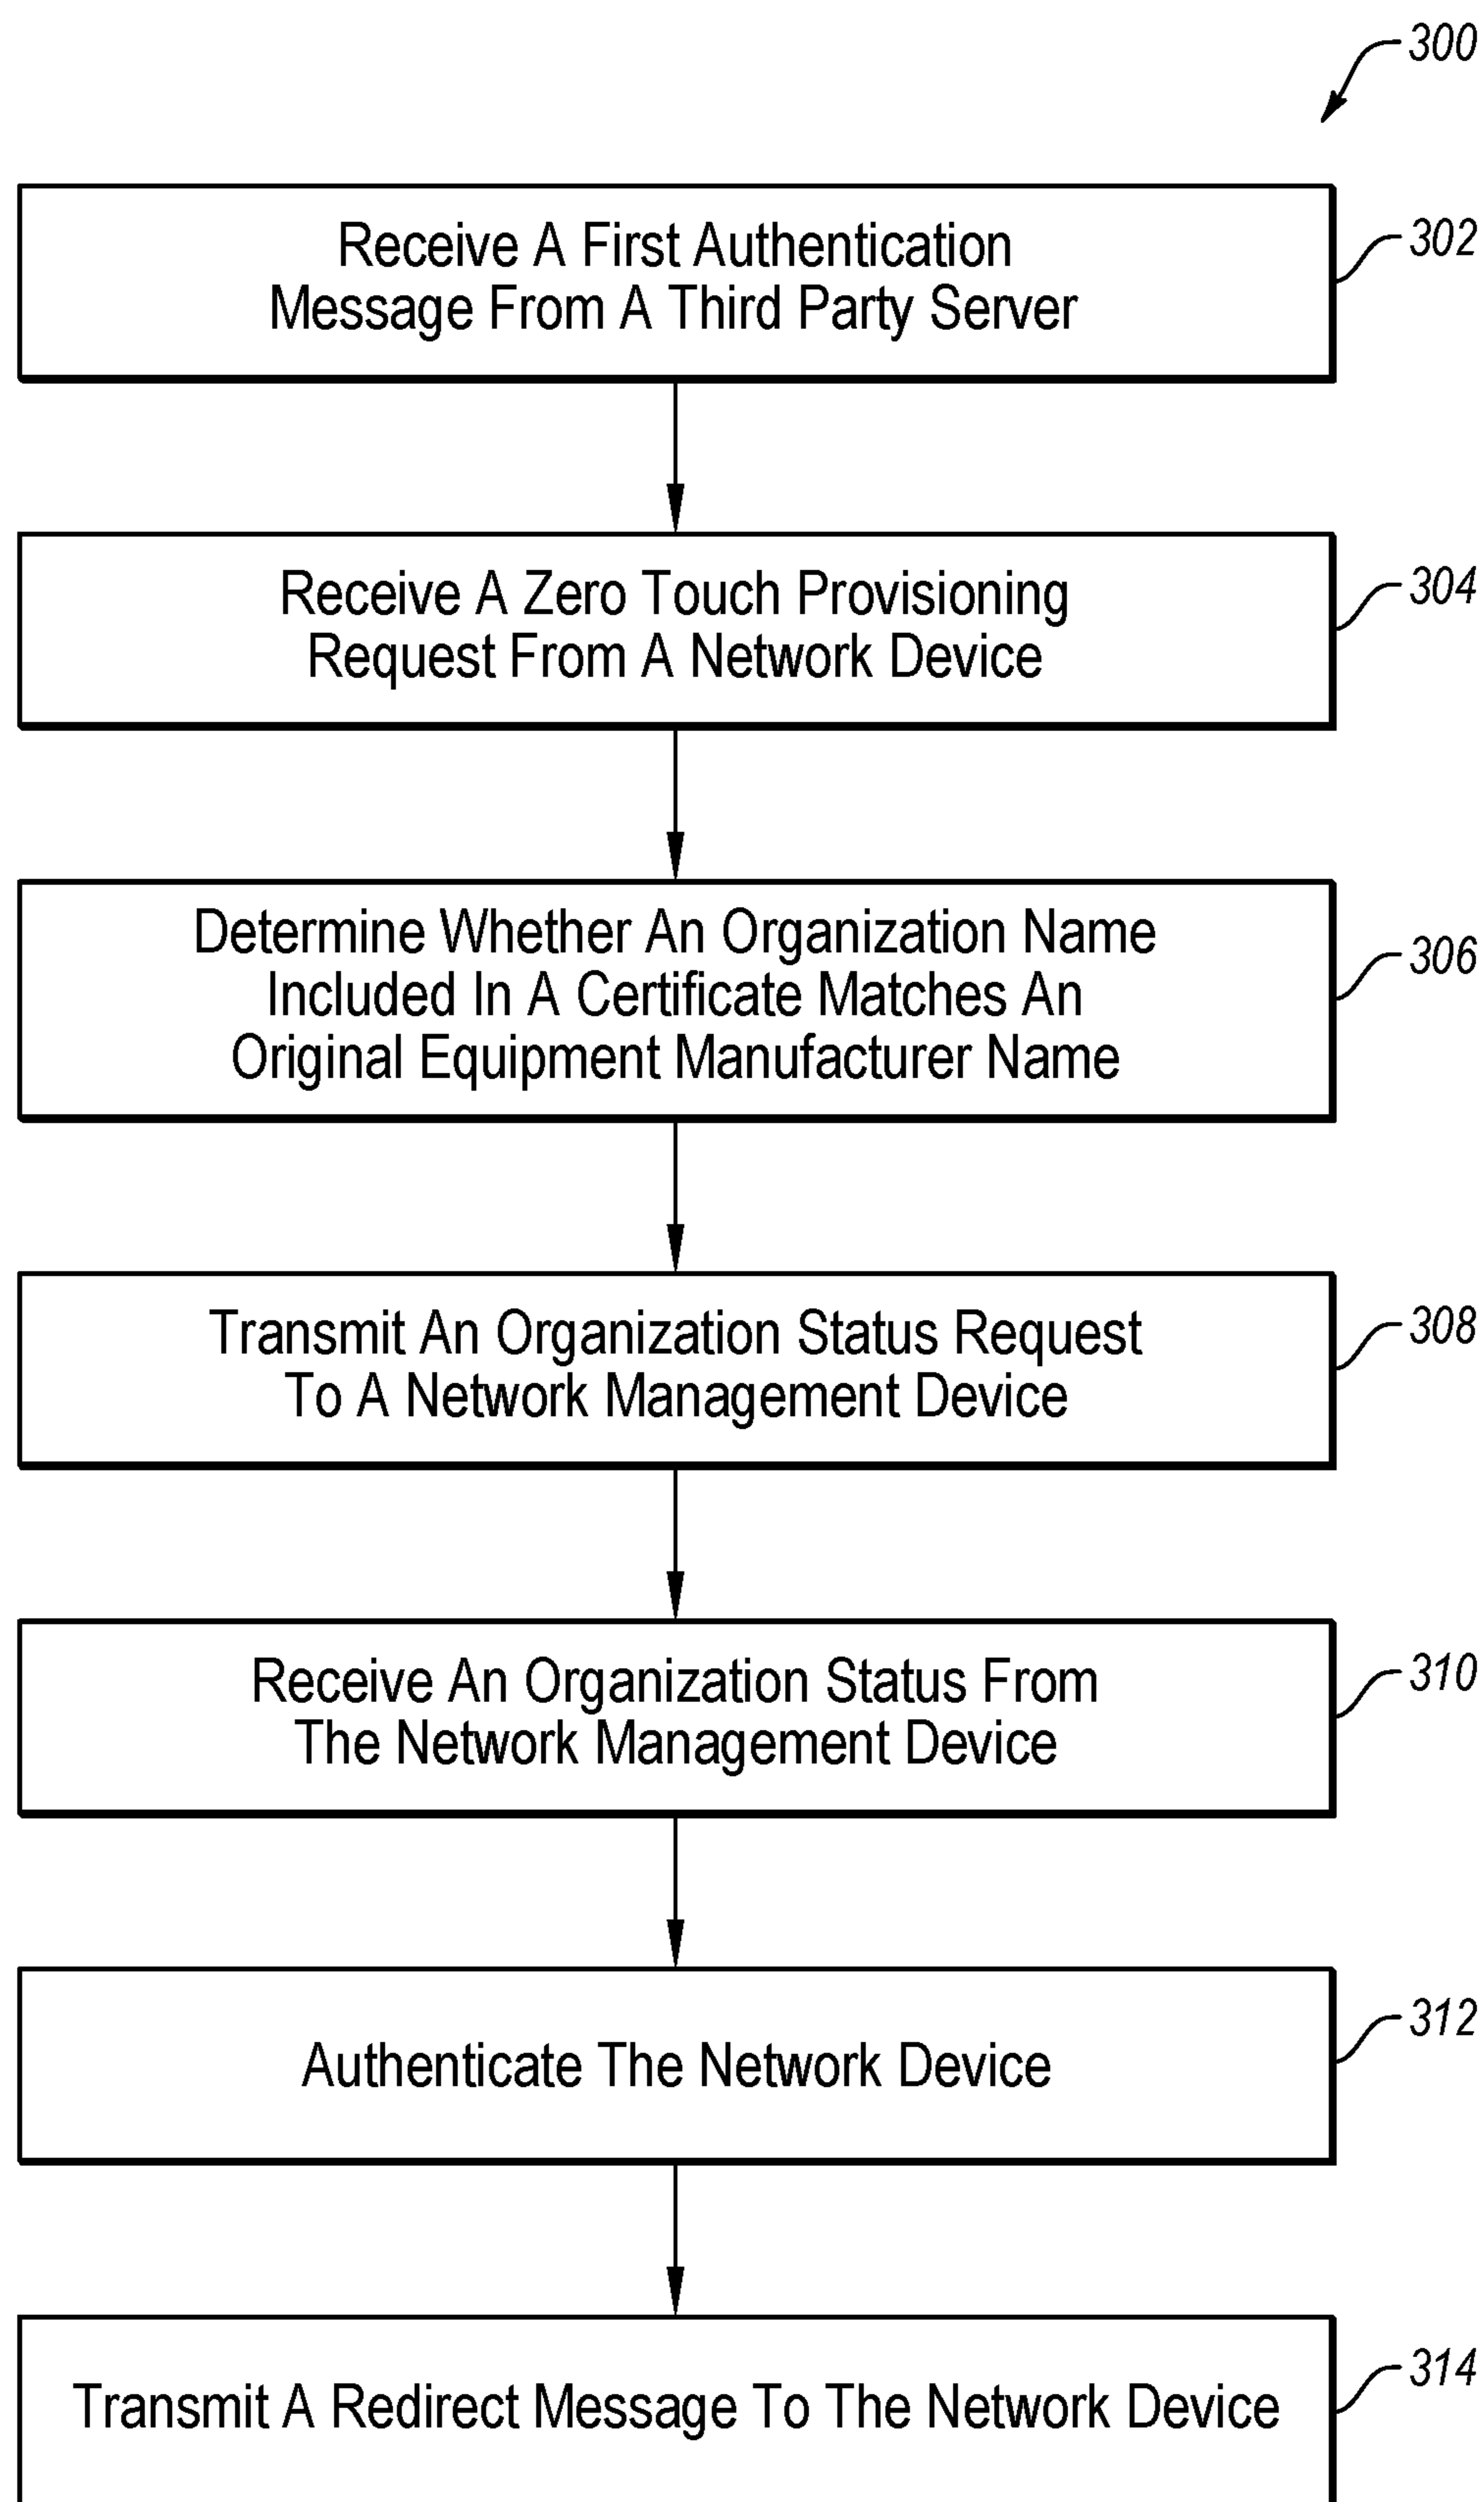 300
Receive A First Authentication
Message From A Third Party Server
302
Receive A Zero Touch Provisioning
Request From A Network Device
304
Determine Whether An Organization Name
Included In A Certificate Matches An
Original Equipment Manufacturer Name
306
Transmit An Organization Status Request
To A Network Management Device
308
Receive An Organization Status From
The Network Management Device
310
Authenticate The Network Device
312
Transmit A Redirect Message To The Network Device
314